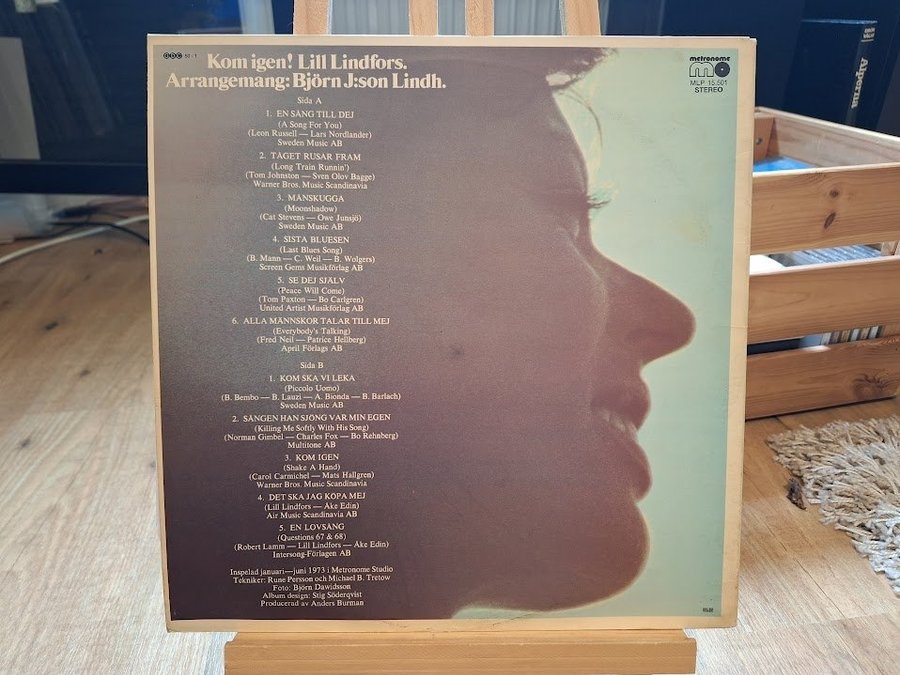 Kom igen! Lill Lindfors.
Arrangemang: Björn J:son Lindh.
metronome
MLP 15.501
STEREO
Sida A
1. EN SÅNG TILL DEJ
(A Song For You)
(Leon Russell — Lars Nordlander)
Sweden Music AB
2. TÅGET RUSAR FRAM
(Long Train Runnin')
(Tom Johnston — Sven Olov Bagge)
Warner Bros. Music Scandinavia
3. MÅNSKUGGA
(Moonshadow)
(Cat Stevens — Owe Junsjö)
Sweden Music AB
4. SISTA BLUESEN
(Last Blues Song)
(B. Mann — C. Weil — B. Wolgers)
Screen Gems Musikförlag AB
5. SE DEJ SJÄLV
(Peace Will Come)
(Tom Paxton — Bo Carlgren)
United Artist Musikförlag AB
6. ALLA MÄNNSKOR TALAR TILL MEJ
(Everybody's Talking)
(Fred Neil — Patrice Hellberg)
April Förlags AB
Sida B
1. KOM SKA VI LEKA
(Piccolo Uomo)
(B. Bembo — B. Lauzi — A. Bionda — B. Barlach)
Sweden Music AB
2. SÅNGEN HAN SJÖNG VAR MIN EGEN
(Killing Me Softly With His Song)
(Norman Gimbel — Charles Fox — Bo Rehnberg)
Multitone AB
3. KOM IGEN
(Shake A Hand)
(Carol Carmichel — Mats Hallgren)
Warner Bros. Music Scandinavia
4. DET SKA JAG KÖPA MEJ
(Lill Lindfors — Åke Edin)
Air Music Scandinavia AB
5. EN LOVSÅNG
(Questions 67 & 68)
(Robert Lamm — Lill Lindfors — Åke Edin)
Intersong-Förlagen AB
Inspelad januari—juni 1973 i Metronome Studio
Tekniker: Rune Persson och Michael B. Tretow
Foto: Björn Dawidsson
Album design: Stig Söderqvist
Producerad av Anders Burman
Alperna